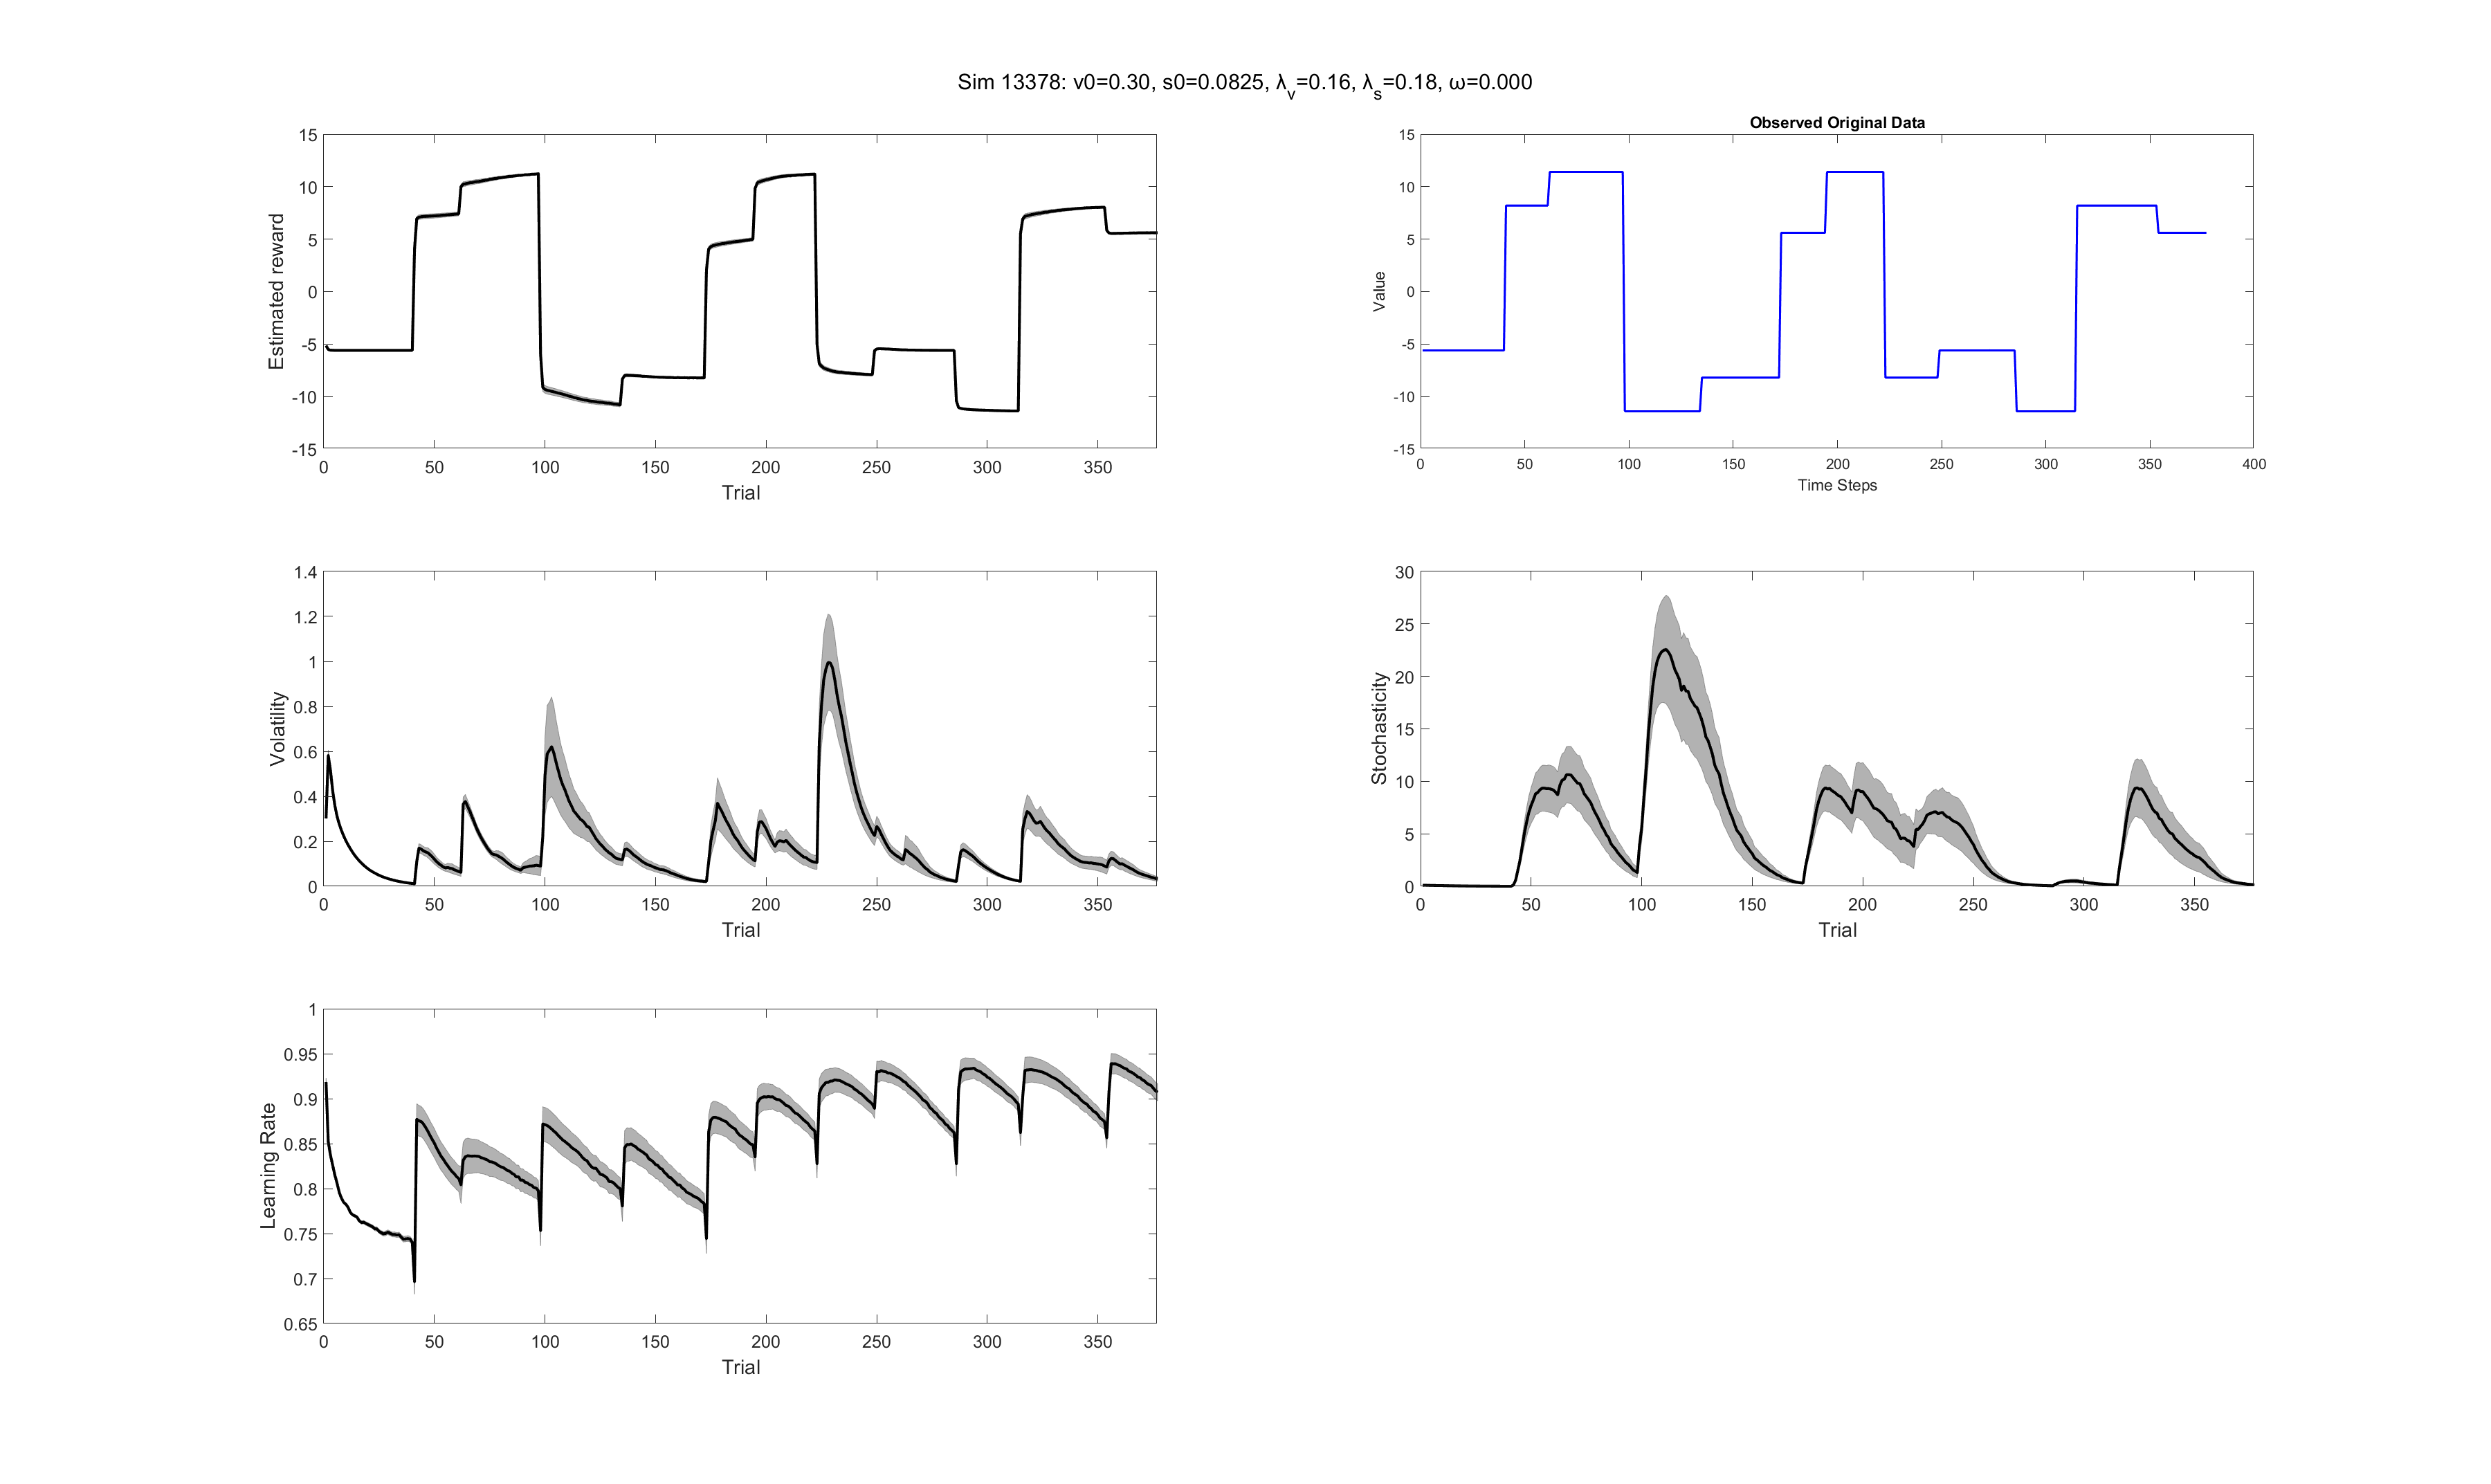 Sim 13378: v0=0.30, s0=0.0825, λv=0.16, λs=0.18, ω=0.000
15
10
5
0
-5
-10
-15
Estimated reward
0 50 100 150 200 250 300 350
Trial
Observed Original Data
15
10
5
0
-5
-10
-15
Value
0 50 100 150 200 250 300 350 400
Time Steps
1.4
1.2
1
0.8
0.6
0.4
0.2
0
Volatility
0 50 100 150 200 250 300 350
Trial
30
25
20
15
10
5
0
Stochasticity
0 50 100 150 200 250 300 350
Trial
1
0.95
0.9
0.85
0.8
0.75
0.7
0.65
Learning Rate
0 50 100 150 200 250 300 350
Trial